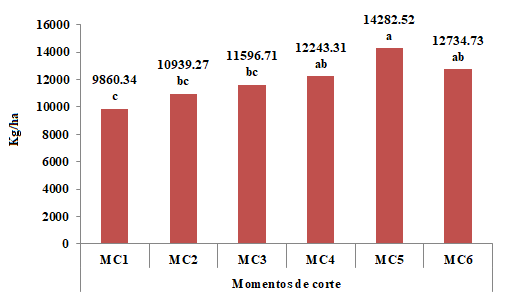 14282.52
a
12734.73
ab
12243.31
ab
11596.71
bc
10939.27
bc
9860.34
c
16000
14000
12000
10000
8000
6000
4000
2000
0
Kg/ha
MC1 MC2 MC3 MC4 MC5 MC6
Momentos de corte